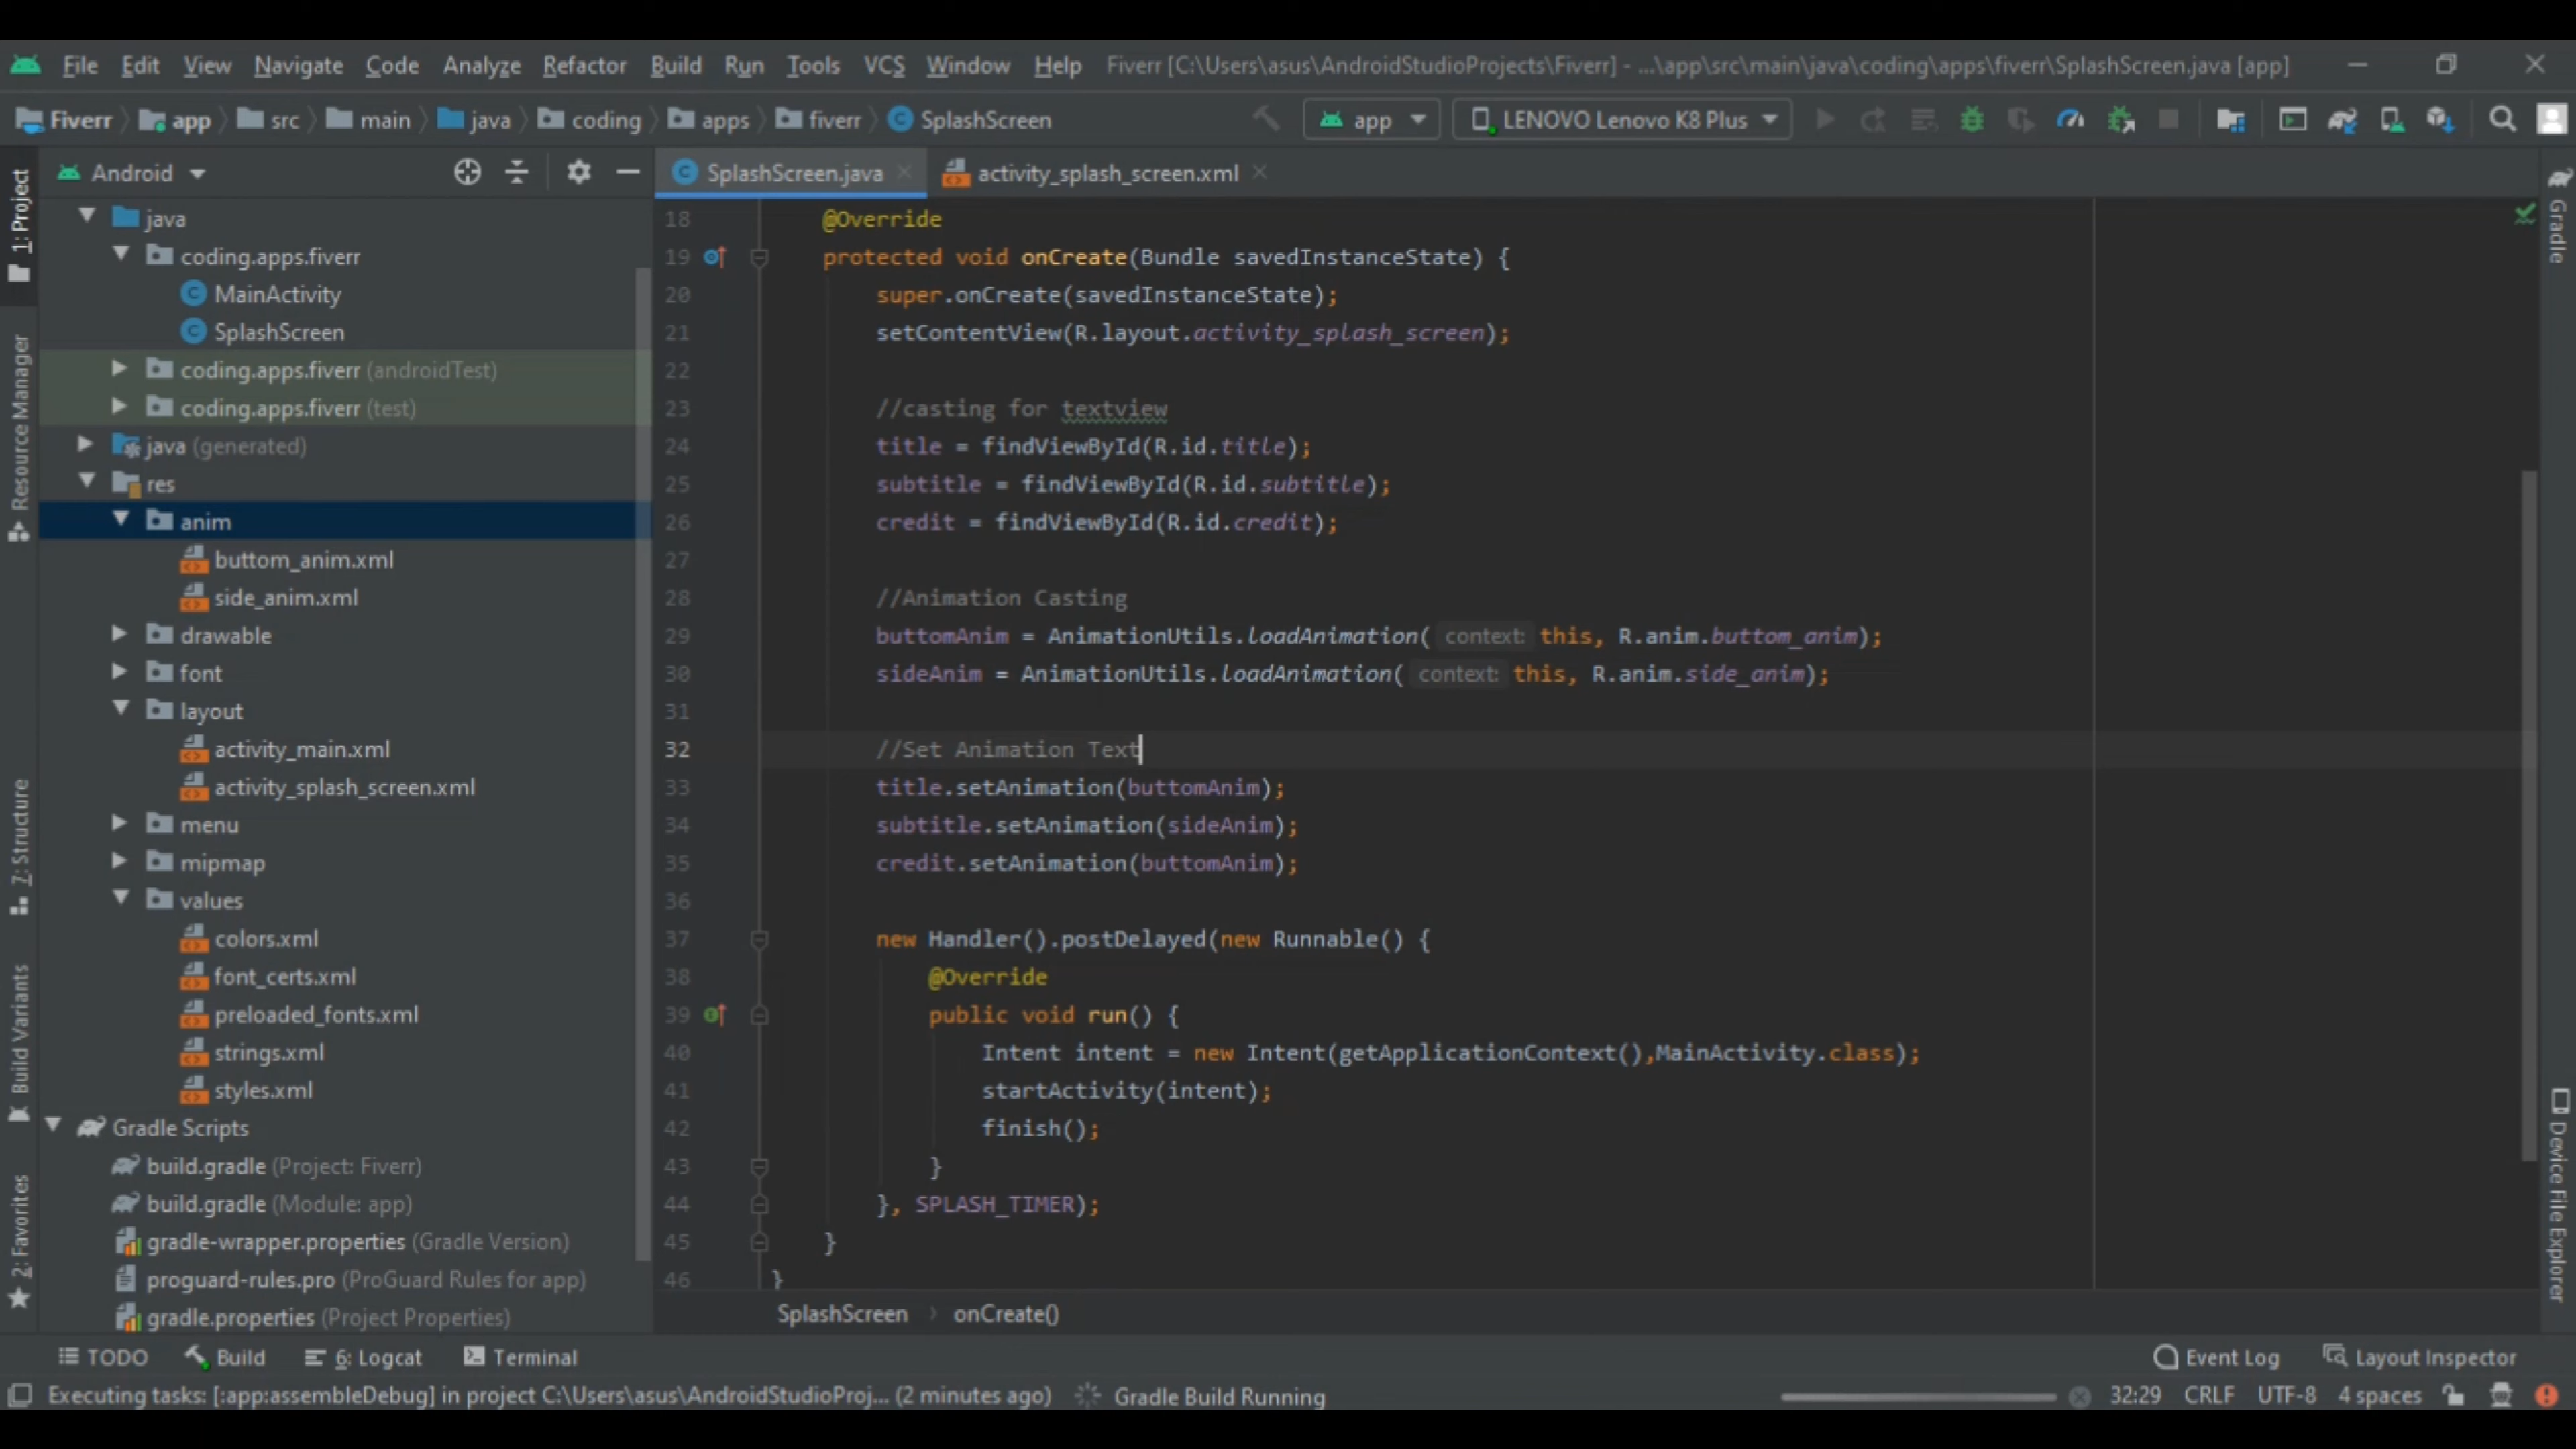 File Edit View Navigate Code Analyze Refactor Build Run Tools VCS Window Help Fiverr [C:\Users\asus\AndroidStudioProjects\Fiverr] - ...\app\src\main\java\coding\apps\fiverr\SplashScreen.java [app]
Fiverr app src main java coding apps fiverr SplashScreen app LENOVO Lenovo K8 Plus
Android
SplashScreen.java activity_splash_screen.xml
1: Project
Resource Manager
7: Structure
Build Variants
2: Favorites
java
coding.apps.fiverr
MainActivity
SplashScreen
coding.apps.fiverr (androidTest)
coding.apps.fiverr (test)
java (generated)
res
anim
buttom_anim.xml
side_anim.xml
drawable
font
layout
activity_main.xml
activity_splash_screen.xml
menu
mipmap
values
colors.xml
font_certs.xml
preloaded_fonts.xml
strings.xml
styles.xml
Gradle Scripts
build.gradle (Project: Fiverr)
build.gradle (Module: app)
gradle-wrapper.properties (Gradle Version)
proguard-rules.pro (ProGuard Rules for app)
gradle.properties (Project Properties)
18 @Override
19 protected void onCreate(Bundle savedInstanceState) {
20 super.onCreate(savedInstanceState);
21 setContentView(R.layout.activity_splash_screen);
22
23 //casting for textview
24 title = findViewById(R.id.title);
25 subtitle = findViewById(R.id.subtitle);
26 credit = findViewById(R.id.credit);
27
28 //Animation Casting
29 buttomAnim = AnimationUtils.loadAnimation( context: this, R.anim.buttom_anim);
30 sideAnim = AnimationUtils.loadAnimation( context: this, R.anim.side_anim);
31
32 //Set Animation Text
33 title.setAnimation(buttomAnim);
34 subtitle.setAnimation(sideAnim);
35 credit.setAnimation(buttomAnim);
36
37 new Handler().postDelayed(new Runnable() {
38 @Override
39 public void run() {
40 Intent intent = new Intent(getApplicationContext(),MainActivity.class);
41 startActivity(intent);
42 finish();
43 }
44 }, SPLASH_TIMER);
45 }
46 }
SplashScreen onCreate()
Gradle
Device File Explorer
TODO Build 6: Logcat Terminal Event Log Layout Inspector
Executing tasks: [:app:assembleDebug] in project C:\Users\asus\AndroidStudioProj... (2 minutes ago) Gradle Build Running 32:29 CRLF UTF-8 4 spaces